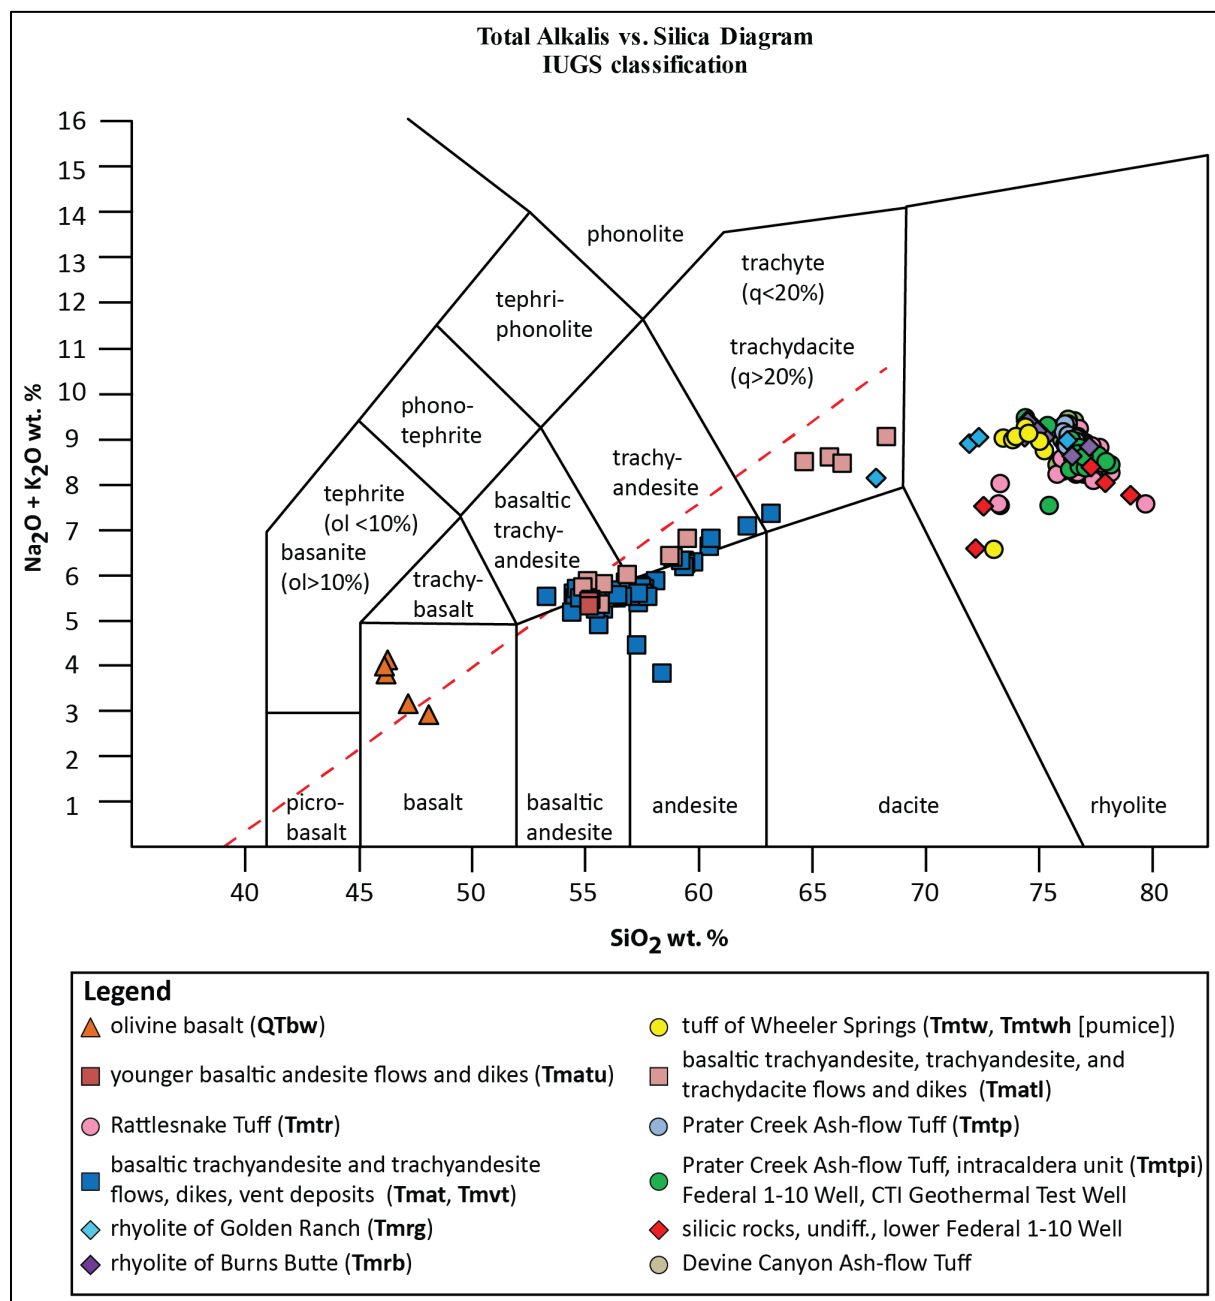 Total Alkalis vs. Silica Diagram
IUGS classification
16
15
14
13
12
11
10
9
8
7
6
5
4
3
2
1
Na2O + K2O wt. %
phonolite
trachyte
(q<20%)
trachydacite
(q>20%)
tephri-
phonolite
phono-
tephrite
trachy-
andesite
tephrite
(ol <10%)
basanite
(ol>10%)
basaltic
trachy-
andesite
trachy-
basalt
picro-
basalt
basalt
basaltic
andesite
andesite
dacite
rhyolite
40 45 50 55 60 65 70 75 80
SiO2 wt. %
Legend
olivine basalt (QTbw)
younger basaltic andesite flows and dikes (Tmatu)
Rattlesnake Tuff (Tmtr)
basaltic trachyandesite and trachyandesite
flows, dikes, vent deposits (Tmat, Tmvt)
rhyolite of Golden Ranch (Tmrg)
rhyolite of Burns Butte (Tmrb)
tuff of Wheeler Springs (Tmtw, Tmtwh [pumice])
basaltic trachyandesite, trachyandesite, and
trachydacite flows and dikes (Tmatl)
Prater Creek Ash-flow Tuff (Tmtp)
Prater Creek Ash-flow Tuff, intracaldera unit (Tmtpi)
Federal 1-10 Well, CTI Geothermal Test Well
silicic rocks, undiff., lower Federal 1-10 Well
Devine Canyon Ash-flow Tuff